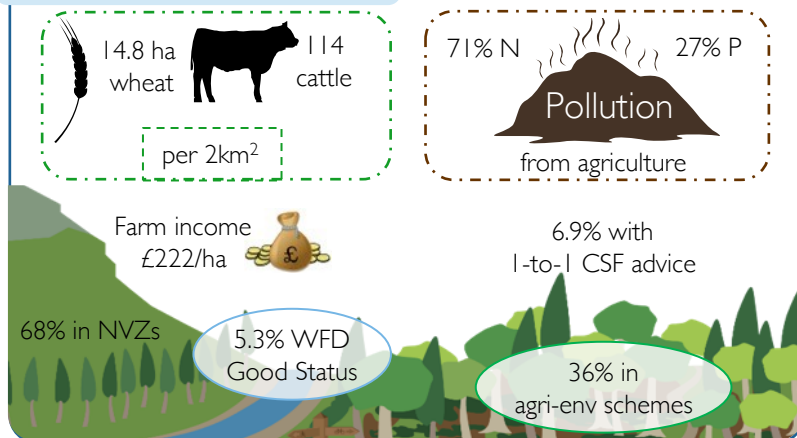 14.8 ha
wheat
114
cattle
per 2km²
71% N
27% P
Pollution
from agriculture
Farm income
£222/ha
£
6.9% with
1-to-1 CSF advice
68% in NVZs
5.3% WFD
Good Status
36% in
agri-env schemes